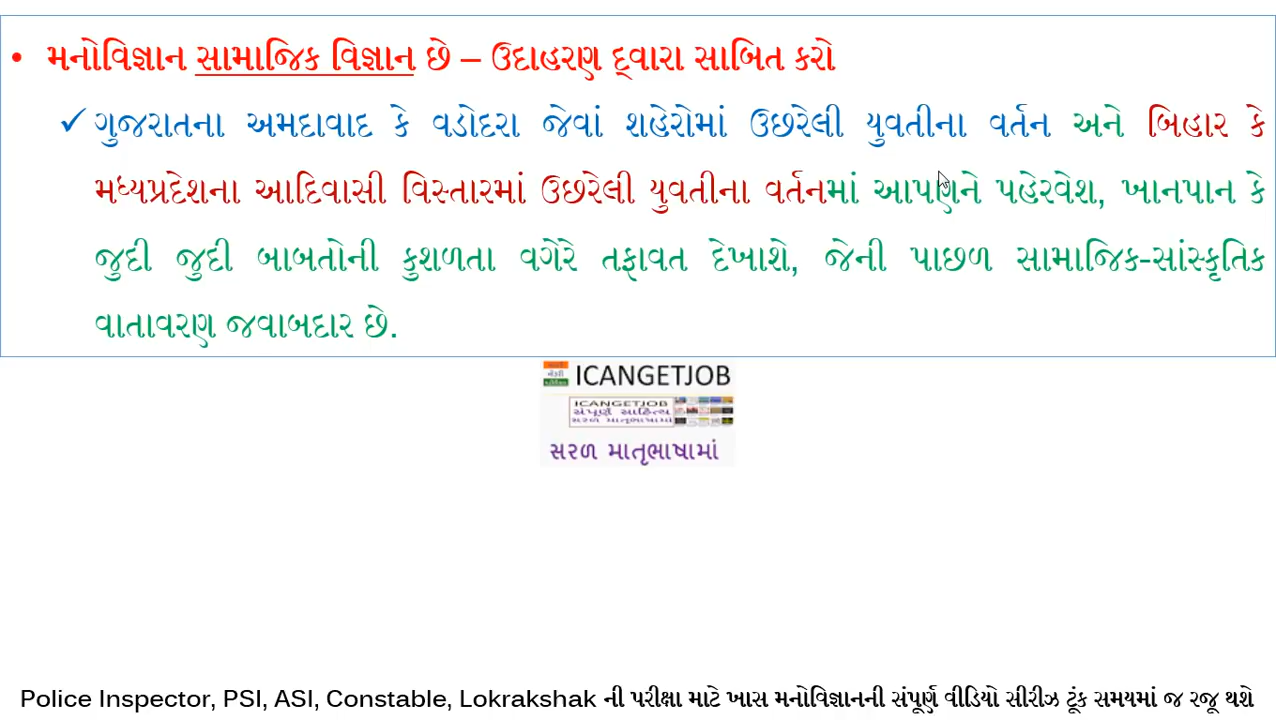 • મનોવિજ્ઞાન સામાજિક વિજ્ઞાન છે – ઉદાહરણ દ્વારા સાબિત કરો
✓ ગુજરાતના અમદાવાદ કે વડોદરા જેવાં શહેરોમાં ઉછરેલી યુવતીના વર્તન અને બિહાર કે
મધ્યપ્રદેશના આદિવાસી વિસ્તારમાં ઉછરેલી યુવતીના વર્તનમાં આપણને પહેરવેશ, ખાનપાન કે
જુદી જુદી બાબતોની કુશળતા વગેરે તફાવત દેખાશે, જેની પાછળ સામાજિક-સાંસ્કૃતિક
વાતાવરણ જવાબદાર છે.
ICANGETJOB
ICANGETJOB
સંપૂર્ણ સાહિત્ય
સરળ માતૃભાષામાં
સરળ માતૃભાષામાં
Police Inspector, PSI, ASI, Constable, Lokrakshak ની પરીક્ષા માટે ખાસ મનોવિજ્ઞાનની સંપૂર્ણ વીડિયો સીરીઝ ટૂંક સમયમાં જ રજૂ થશે